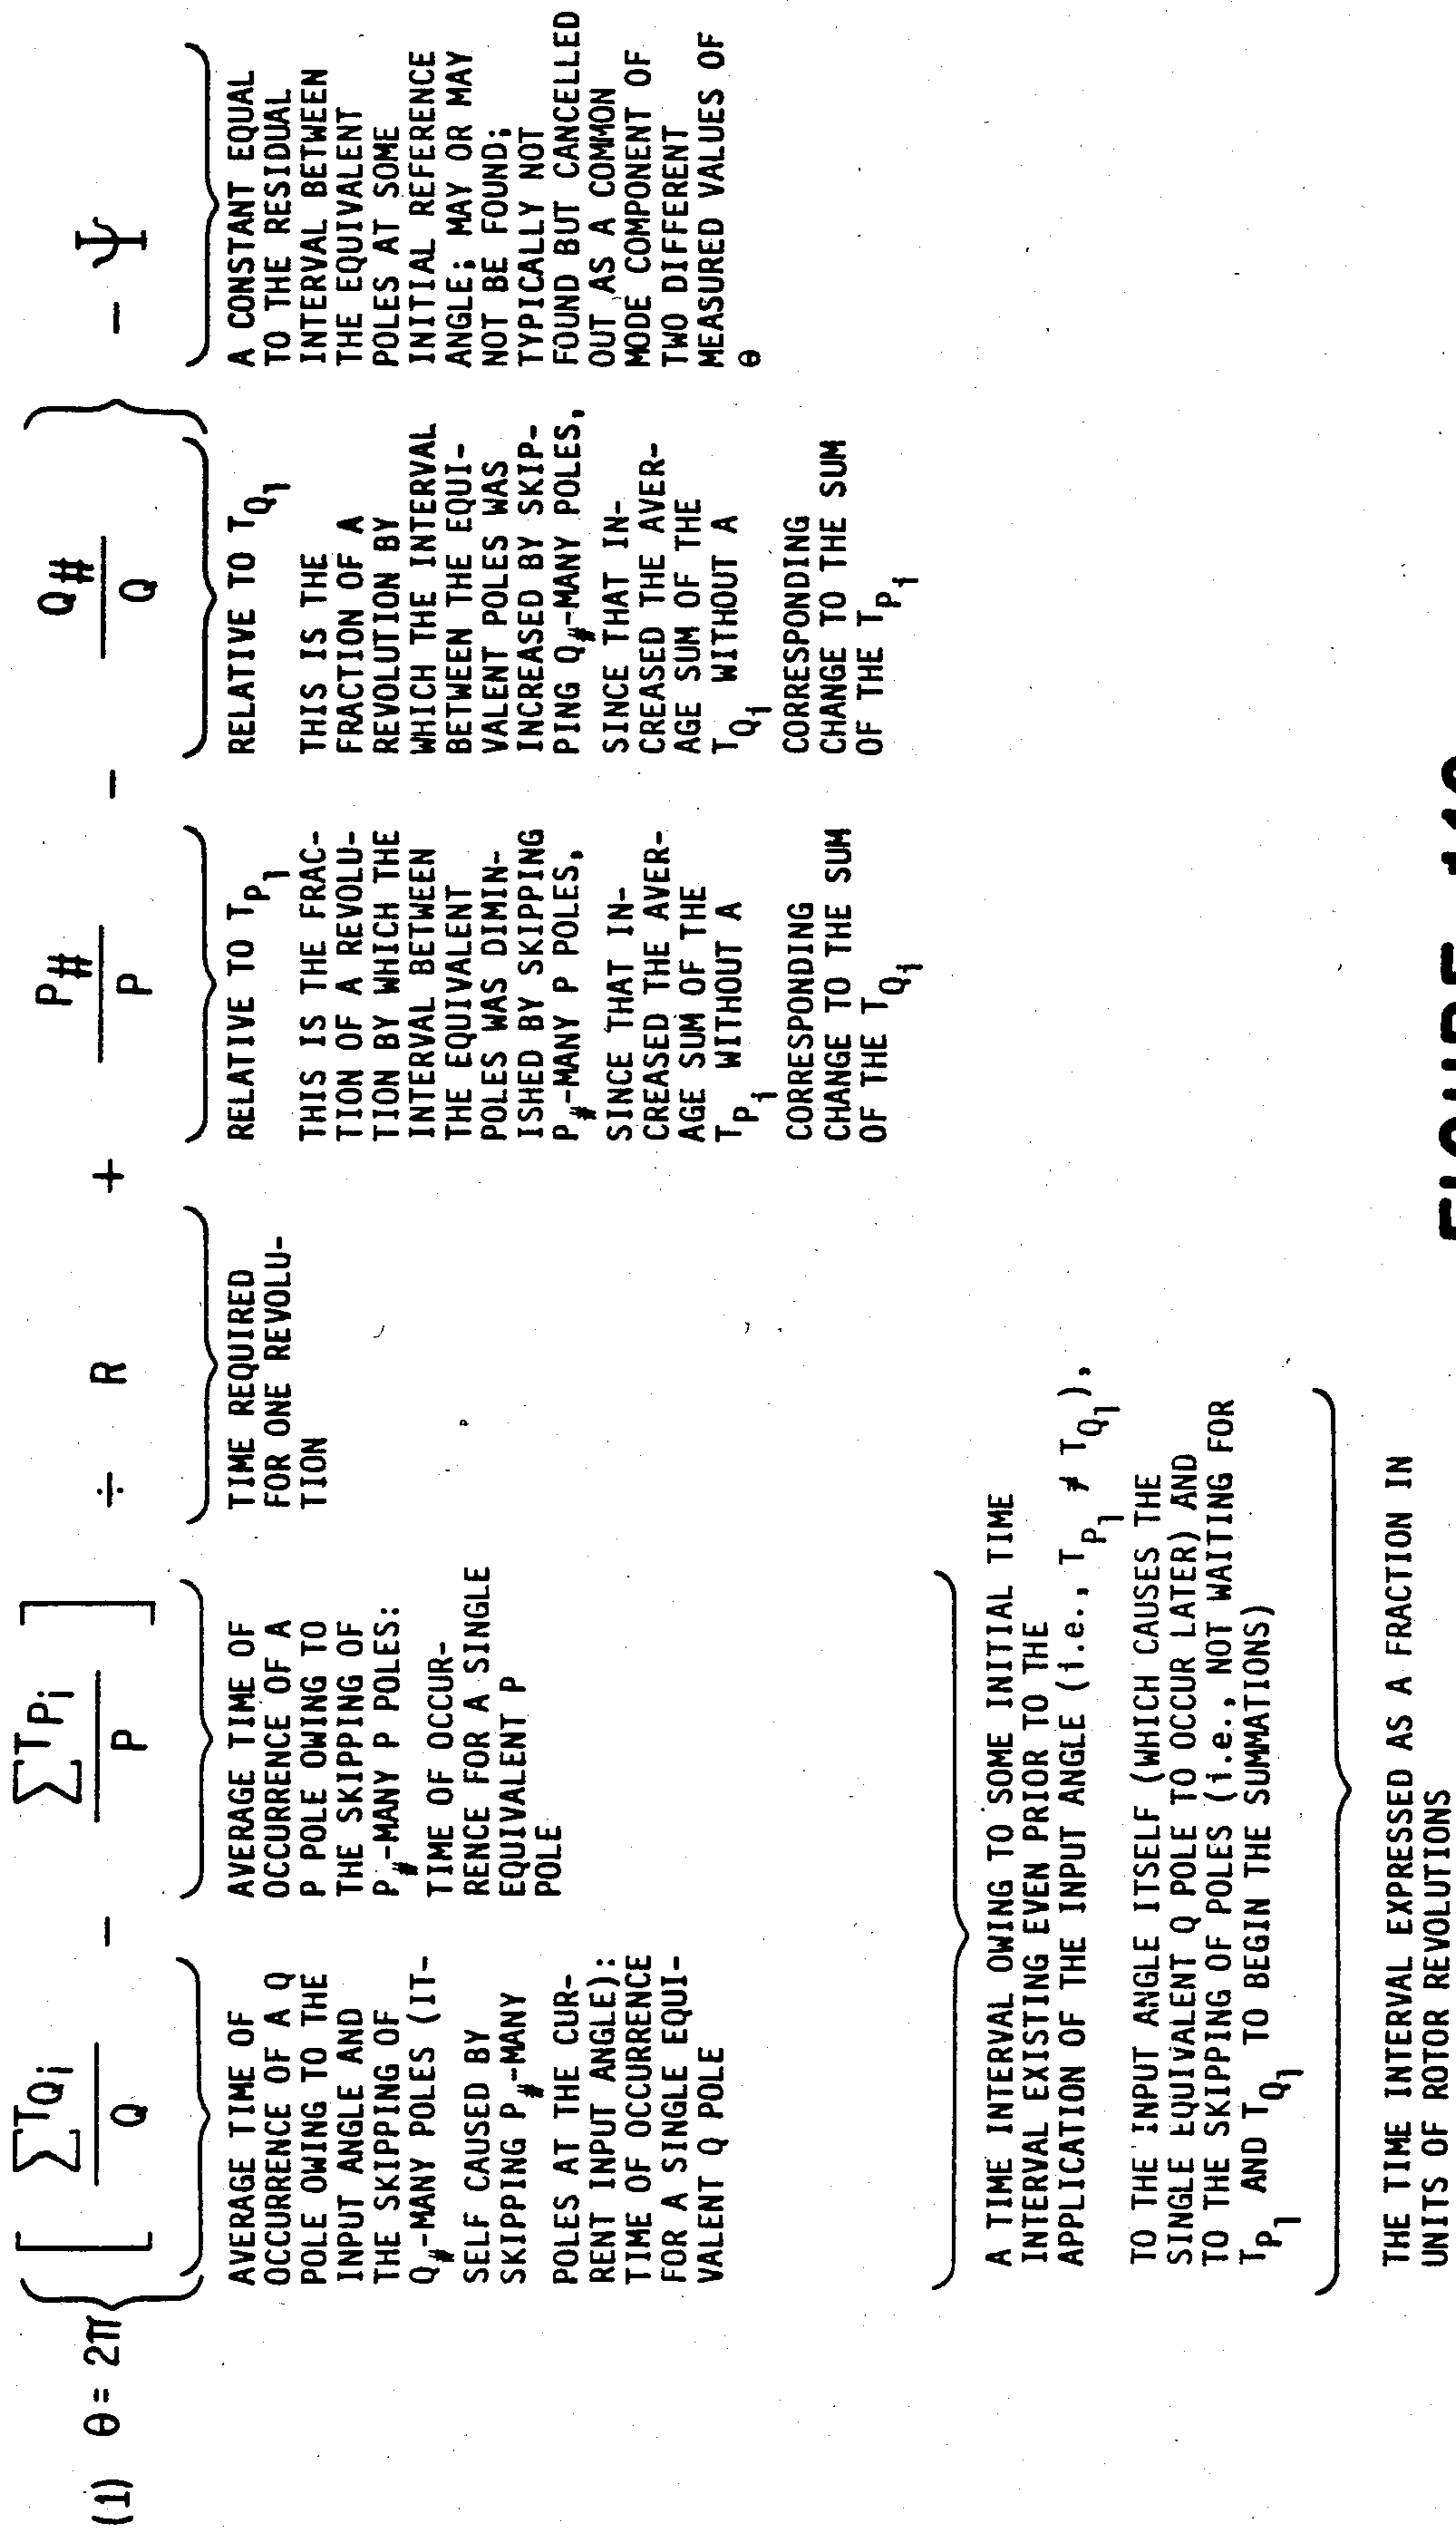 (1) θ = 2π { [ ΣT_Qi / Q − ΣT_Pi / P ] ÷ R + P_# / P − Q_# / Q } − Ψ
AVERAGE TIME OF
OCCURRENCE OF A Q
POLE OWING TO THE
INPUT ANGLE AND
THE SKIPPING OF
Q_#-MANY POLES (IT-
SELF CAUSED BY
SKIPPING P_#-MANY
POLES AT THE CUR-
RENT INPUT ANGLE):
TIME OF OCCURRENCE
FOR A SINGLE EQUI-
VALENT Q POLE
AVERAGE TIME OF
OCCURRENCE OF A
P POLE OWING TO
THE SKIPPING OF
P_#-MANY P POLES:
TIME OF OCCUR-
RENCE FOR A SINGLE
EQUIVALENT P
POLE
TIME REQUIRED
FOR ONE REVOLU-
TION
RELATIVE TO T_P1
THIS IS THE FRAC-
TION OF A REVOLU-
TION BY WHICH THE
INTERVAL BETWEEN
THE EQUIVALENT
POLES WAS DIMIN-
ISHED BY SKIPPING
P_#-MANY P POLES,
SINCE THAT IN-
CREASED THE AVER-
AGE SUM OF THE
T_Pi WITHOUT A
CORRESPONDING
CHANGE TO THE SUM
OF THE T_Qi
RELATIVE TO T_Q1
THIS IS THE
FRACTION OF A
REVOLUTION BY
WHICH THE INTERVAL
BETWEEN THE EQUI-
VALENT POLES WAS
INCREASED BY SKIP-
PING Q_#-MANY POLES,
SINCE THAT IN-
CREASED THE AVER-
AGE SUM OF THE
T_Qi WITHOUT A
CORRESPONDING
CHANGE TO THE SUM
OF THE T_Pi
A CONSTANT EQUAL
TO THE RESIDUAL
INTERVAL BETWEEN
THE EQUIVALENT
POLES AT SOME
INITIAL REFERENCE
ANGLE; MAY OR MAY
NOT BE FOUND;
TYPICALLY NOT
FOUND BUT CANCELLED
OUT AS A COMMON
MODE COMPONENT OF
TWO DIFFERENT
MEASURED VALUES OF
θ
A TIME INTERVAL OWING TO SOME INITIAL TIME
INTERVAL EXISTING EVEN PRIOR TO THE
APPLICATION OF THE INPUT ANGLE (i.e., T_P1 ≠ T_Q1),
TO THE INPUT ANGLE ITSELF (WHICH CAUSES THE
SINGLE EQUIVALENT Q POLE TO OCCUR LATER) AND
TO THE SKIPPING OF POLES (i.e., NOT WAITING FOR
T_P1 AND T_Q1 TO BEGIN THE SUMMATIONS)
THE TIME INTERVAL EXPRESSED AS A FRACTION IN
UNITS OF ROTOR REVOLUTIONS